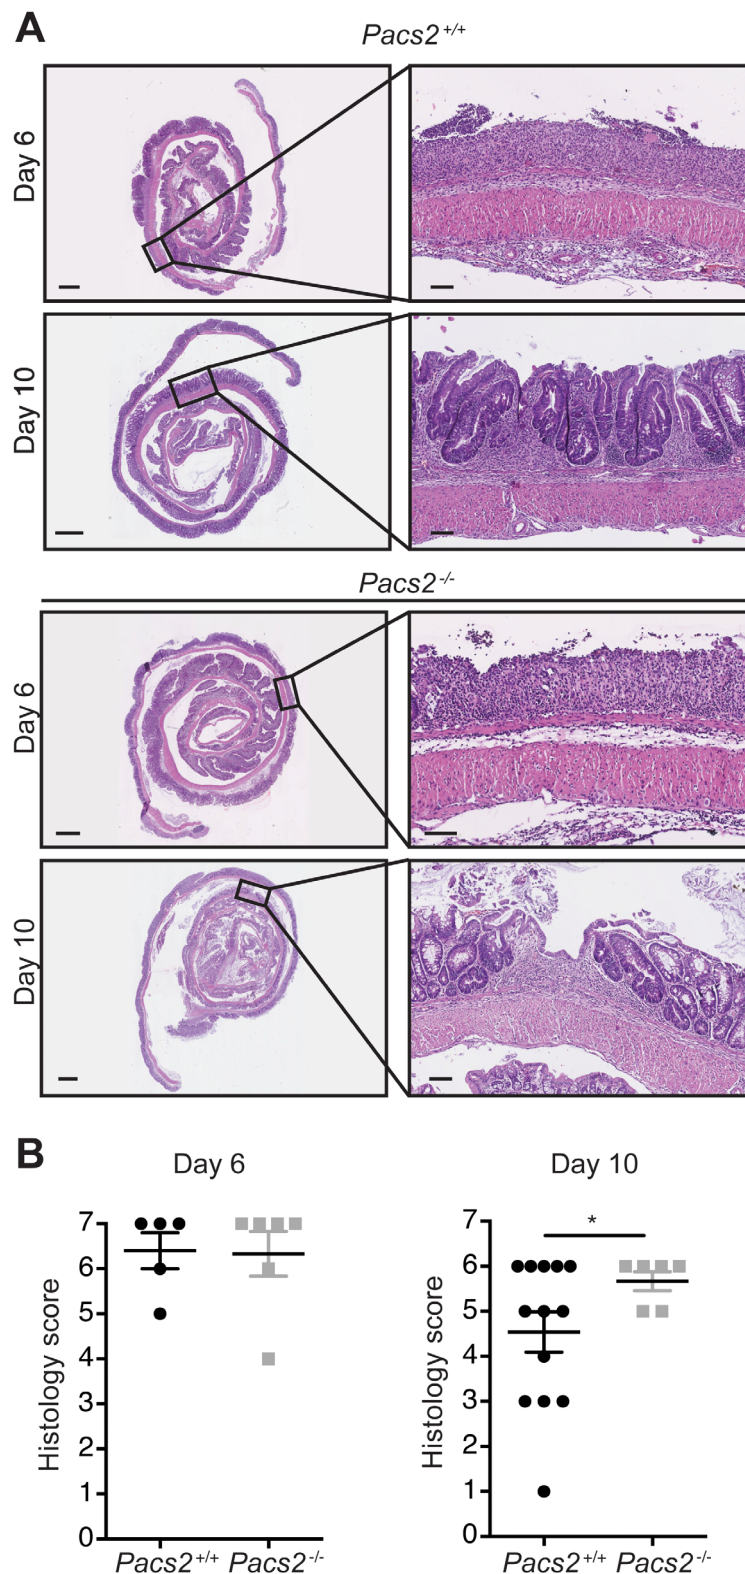 A
Pacs2+/+
Day 6
Day 10
Pacs2-/-
Day 6
Day 10
B
Day 6
Day 10
Histology score
7
6
5
4
3
2
1
0
Pacs2+/+ Pacs2-/-
Histology score
7
6
5
4
3
2
1
0
*
Pacs2+/+ Pacs2-/-